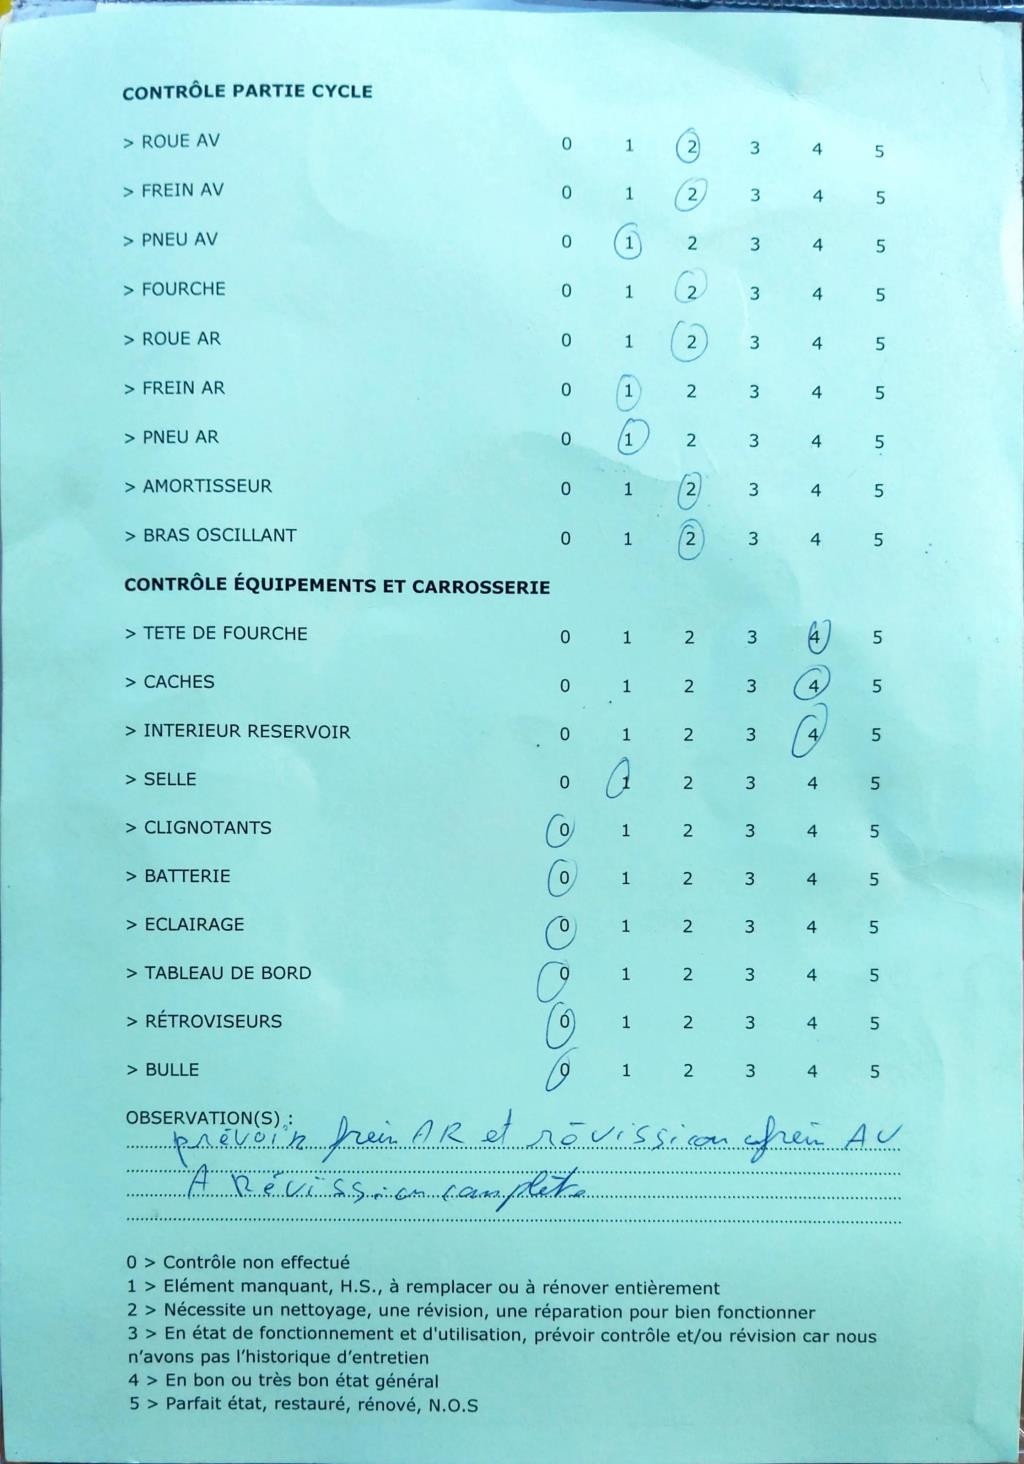 CONTRÔLE PARTIE CYCLE
> ROUE AV 0 1 2 3 4 5
> FREIN AV 0 1 2 3 4 5
> PNEU AV 0 1 2 3 4 5
> FOURCHE 0 1 2 3 4 5
> ROUE AR 0 1 2 3 4 5
> FREIN AR 0 1 2 3 4 5
> PNEU AR 0 1 2 3 4 5
> AMORTISSEUR 0 1 2 3 4 5
> BRAS OSCILLANT 0 1 2 3 4 5
CONTRÔLE ÉQUIPEMENTS ET CARROSSERIE
> TETE DE FOURCHE 0 1 2 3 4 5
> CACHES 0 1 2 3 4 5
> INTERIEUR RESERVOIR 0 1 2 3 4 5
> SELLE 0 1 2 3 4 5
> CLIGNOTANTS 0 1 2 3 4 5
> BATTERIE 0 1 2 3 4 5
> ECLAIRAGE 0 1 2 3 4 5
> TABLEAU DE BORD 0 1 2 3 4 5
> RÉTROVISEURS 0 1 2 3 4 5
> BULLE 0 1 2 3 4 5
OBSERVATION(S) :
prévoir frein AR et révission frein AV
A Révission complète
0 > Contrôle non effectué
1 > Elément manquant, H.S., à remplacer ou à rénover entièrement
2 > Nécessite un nettoyage, une révision, une réparation pour bien fonctionner
3 > En état de fonctionnement et d'utilisation, prévoir contrôle et/ou révision car nous
n'avons pas l'historique d'entretien
4 > En bon ou très bon état général
5 > Parfait état, restauré, rénové, N.O.S